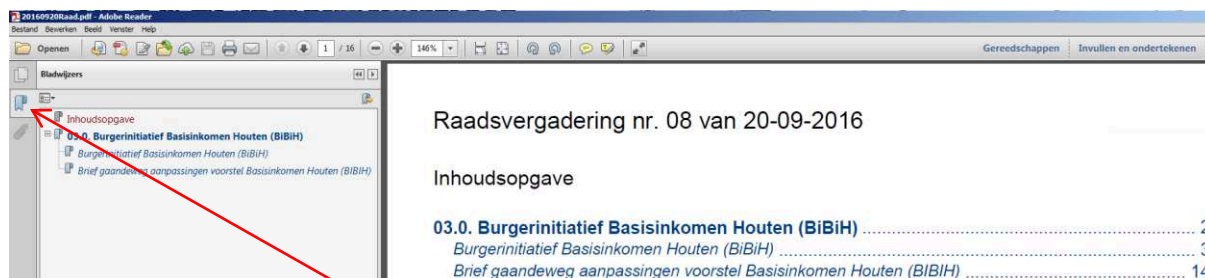 20160920Raad.pdf - Adobe Reader
Bestand Bewerken Beeld Venster Help
Openen 1 / 16 146% Gereedschappen Invullen en ondertekenen
Bladwijzers
Inhoudsopgave
03.0. Burgerinitiatief Basisinkomen Houten (BiBiH)
Burgerinitiatief Basisinkomen Houten (BiBiH)
Brief gaandeweg aanpassingen voorstel Basisinkomen Houten (BIBIH)
Raadsvergadering nr. 08 van 20-09-2016
Inhoudsopgave
03.0. Burgerinitiatief Basisinkomen Houten (BiBiH) ........ 2
Burgerinitiatief Basisinkomen Houten (BiBiH) ........ 3
Brief gaandeweg aanpassingen voorstel Basisinkomen Houten (BIBIH) ........ 14